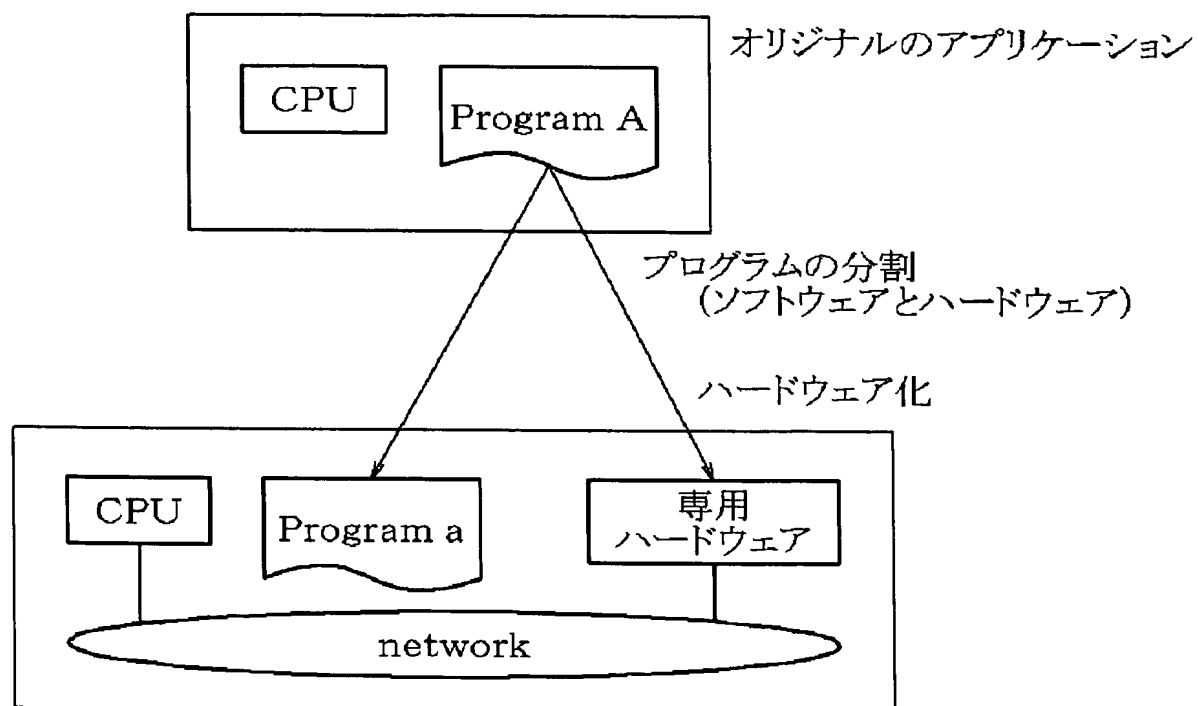 オリジナルのアプリケーション
CPU
Program A
プログラムの分割
(ソフトウェアとハードウェア)
ハードウェア化
CPU
Program a
専用
ハードウェア
network